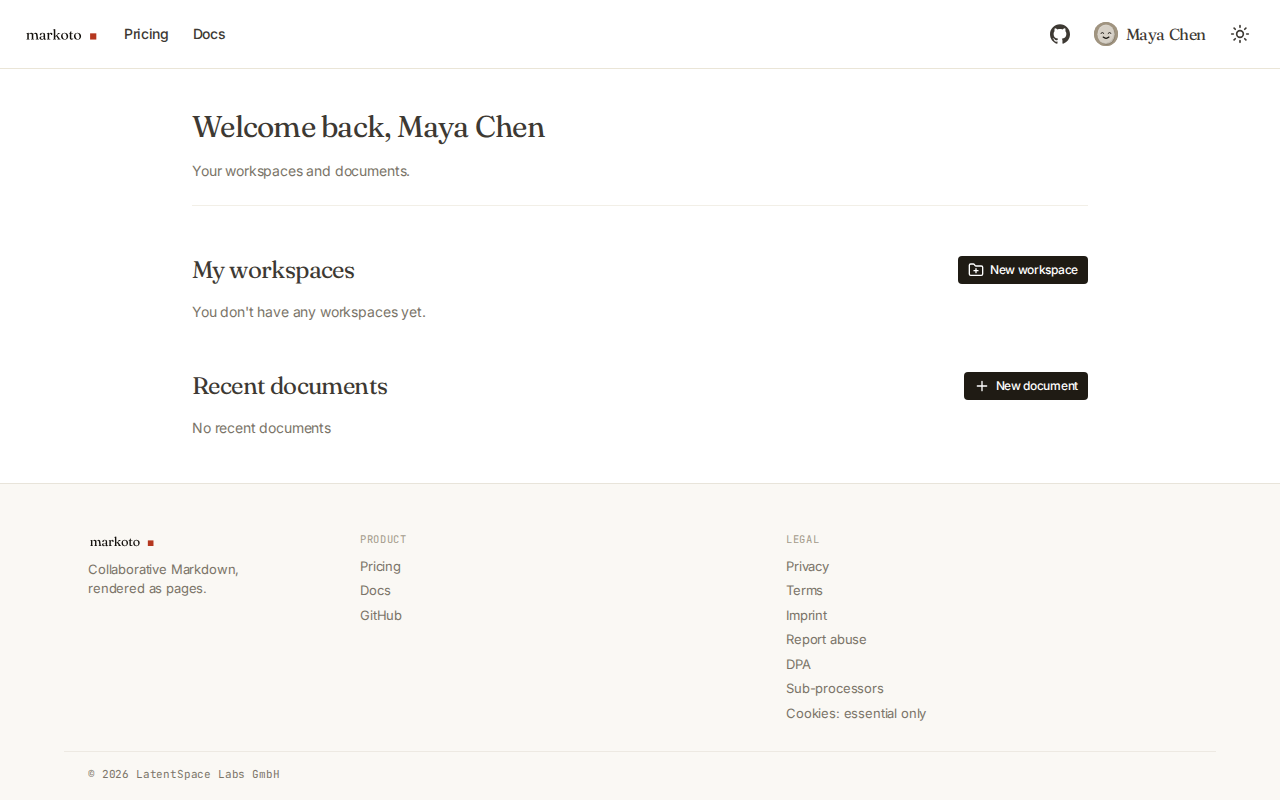 markoto
Pricing
Docs
Maya Chen
Welcome back, Maya Chen
Your workspaces and documents.
My workspaces
New workspace
You don't have any workspaces yet.
Recent documents
New document
No recent documents
markoto
Collaborative Markdown,
rendered as pages.
PRODUCT
Pricing
Docs
GitHub
LEGAL
Privacy
Terms
Imprint
Report abuse
DPA
Sub-processors
Cookies: essential only
© 2026 LatentSpace Labs GmbH